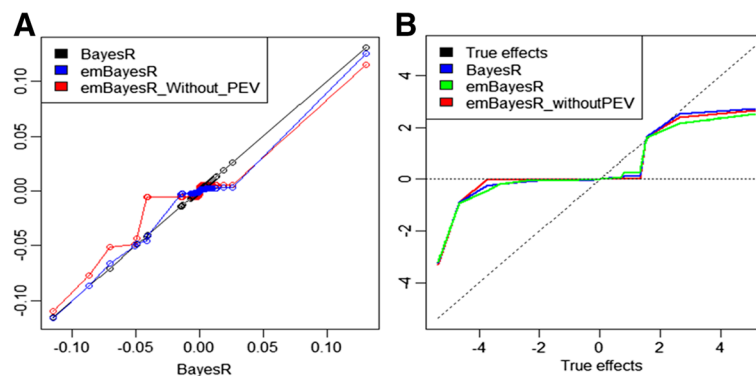 A
BayesR
emBayesR
emBayesR_Without_PEV
0.10
0.05
0.00
-0.05
-0.10
-0.10 -0.05 0.00 0.05 0.10
BayesR
B
True effects
BayesR
emBayesR
emBayesR_withoutPEV
4
2
0
-2
-4
-4 -2 0 2 4
True effects